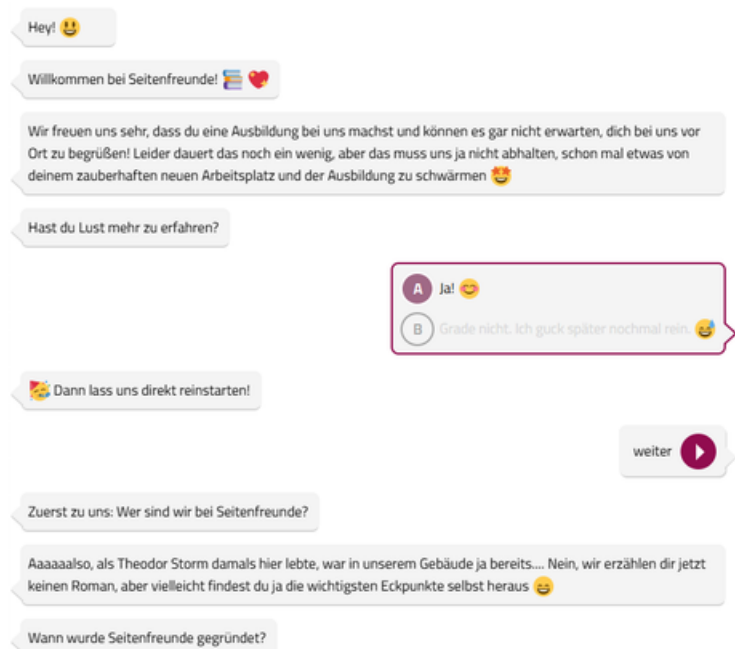 Hey! 😃
Willkommen bei Seitenfreunde! 📚 💖
Wir freuen uns sehr, dass du eine Ausbildung bei uns machst und können es gar nicht erwarten, dich bei uns vor
Ort zu begrüßen! Leider dauert das noch ein wenig, aber das muss uns ja nicht abhalten, schon mal etwas von
deinem zauberhaften neuen Arbeitsplatz und der Ausbildung zu schwärmen 🤩
Hast du Lust mehr zu erfahren?
A Ja! 😊
B Grade nicht. Ich guck später nochmal rein. 😅
🥳 Dann lass uns direkt reinstarten!
weiter
Zuerst zu uns: Wer sind wir bei Seitenfreunde?
Aaaaaalso, als Theodor Storm damals hier lebte, war in unserem Gebäude ja bereits.... Nein, wir erzählen dir jetzt
keinen Roman, aber vielleicht findest du ja die wichtigsten Eckpunkte selbst heraus 😄
Wann wurde Seitenfreunde gegründet?